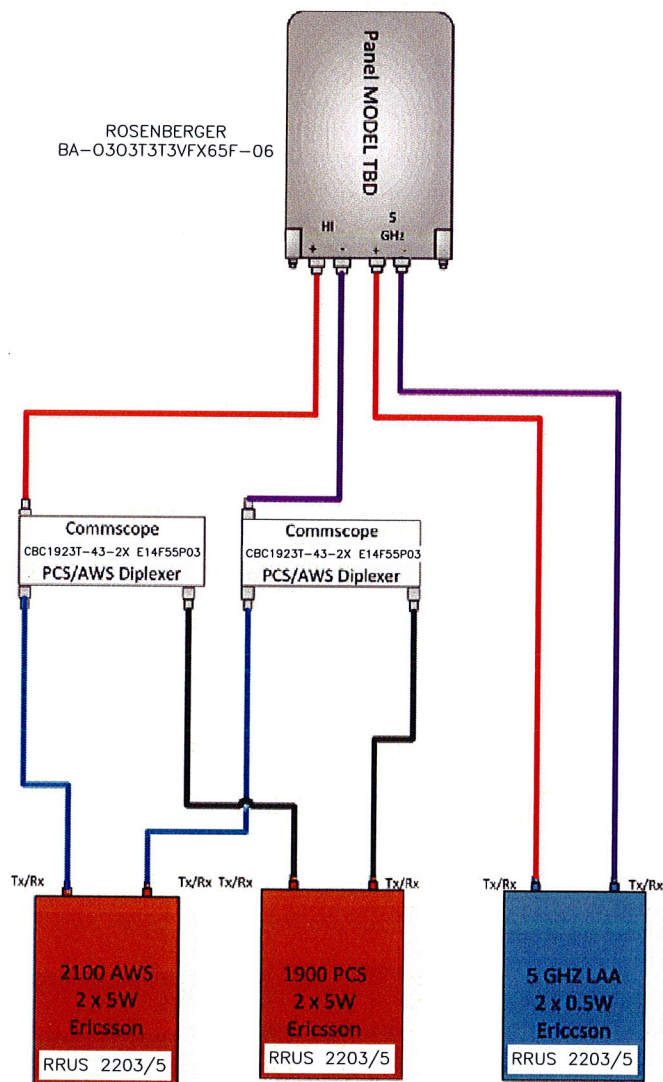 Panel MODEL TBD
ROSENBERGER
BA-O3O3T3T3VFX65F-06
HI
5
GHz
+ -
+ -
Commscope
CBC1923T-43-2X E14F55P03
PCS/AWS Diplexer
Commscope
CBC1923T-43-2X E14F55P03
PCS/AWS Diplexer
Tx/Rx
Tx/Rx
Tx/Rx
Tx/Rx
Tx/Rx
Tx/Rx
2100 AWS
2 x 5W
Ericsson
RRUS 2203/5
1900 PCS
2 x 5W
Ericsson
RRUS 2203/5
5 GHZ LAA
2 x 0.5W
Ericcson
RRUS 2203/5